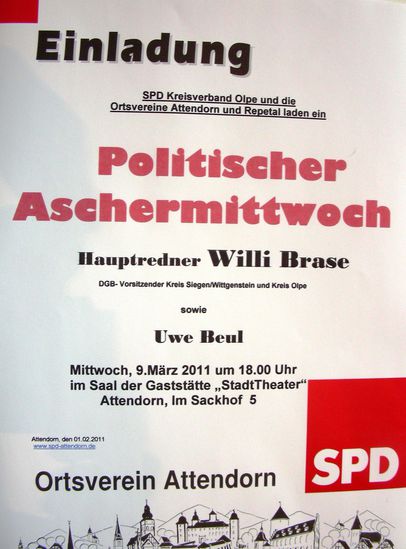 Einladung
SPD Kreisverband Olpe und die
Ortsvereine Attendorn und Repetal laden ein
Politischer
Aschermittwoch
Hauptredner Willi Brase
DGB- Vorsitzender Kreis Siegen/Wittgenstein und Kreis Olpe
sowie
Uwe Beul
Mittwoch, 9.März 2011 um 18.00 Uhr
im Saal der Gaststätte „StadtTheater"
Attendorn, Im Sackhof 5
Attendorn, den 01.02.2011
www.spd-attendorn.de
Ortsverein Attendorn
SPD